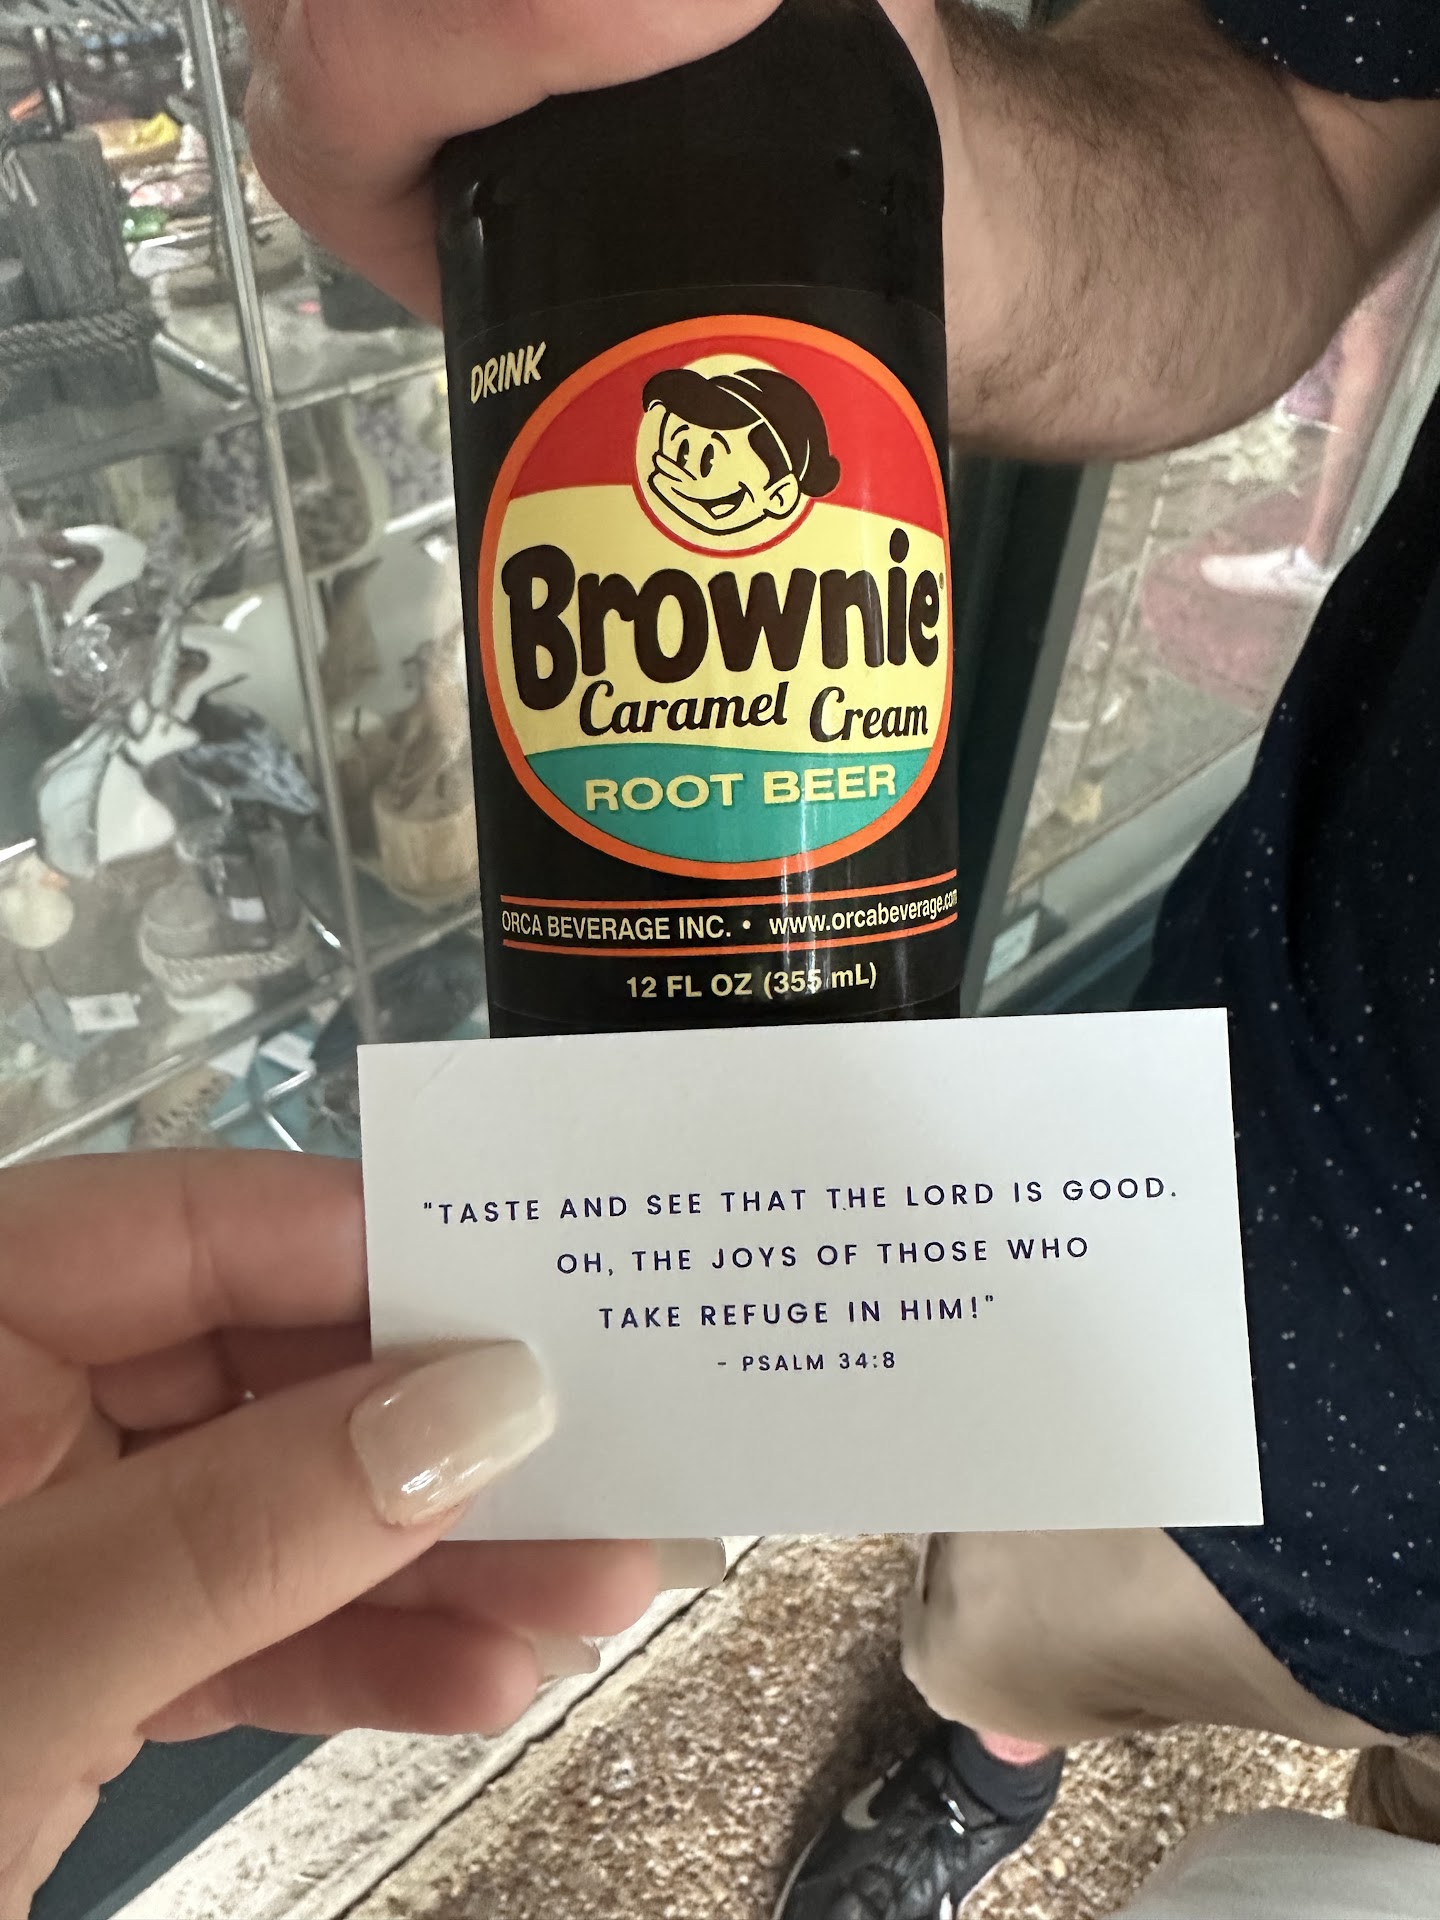 DRINK
Brownie®
Caramel Cream
ROOT BEER
ORCA BEVERAGE INC. • www.orcabeverage.com
12 FL OZ (355 mL)
"TASTE AND SEE THAT THE LORD IS GOOD.
OH, THE JOYS OF THOSE WHO
TAKE REFUGE IN HIM!"
- PSALM 34:8